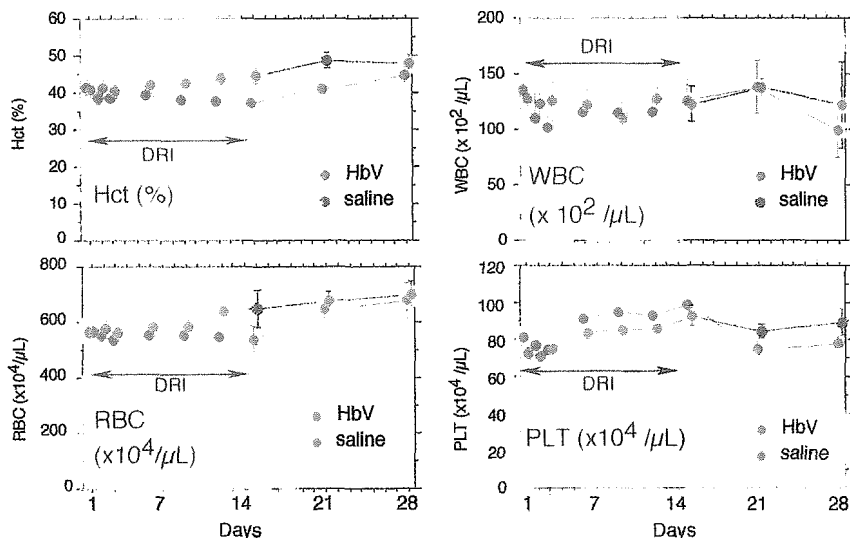 60
50
40
30
20
10
0
Hct (%)
DRI
HbV
saline
Hct (%)
200
150
100
50
0
WBC (x 10² /µL)
DRI
HbV
saline
WBC
(x 10² /µL)
800
600
400
200
0
RBC (x10⁴/µL)
DRI
HbV
saline
RBC
(x10⁴/µL)
1 7 14 21 28
Days
120
100
80
60
40
20
0
PLT (x10⁴ /µL)
DRI
HbV
saline
PLT (x10⁴ /µL)
1 7 14 21 28
Days